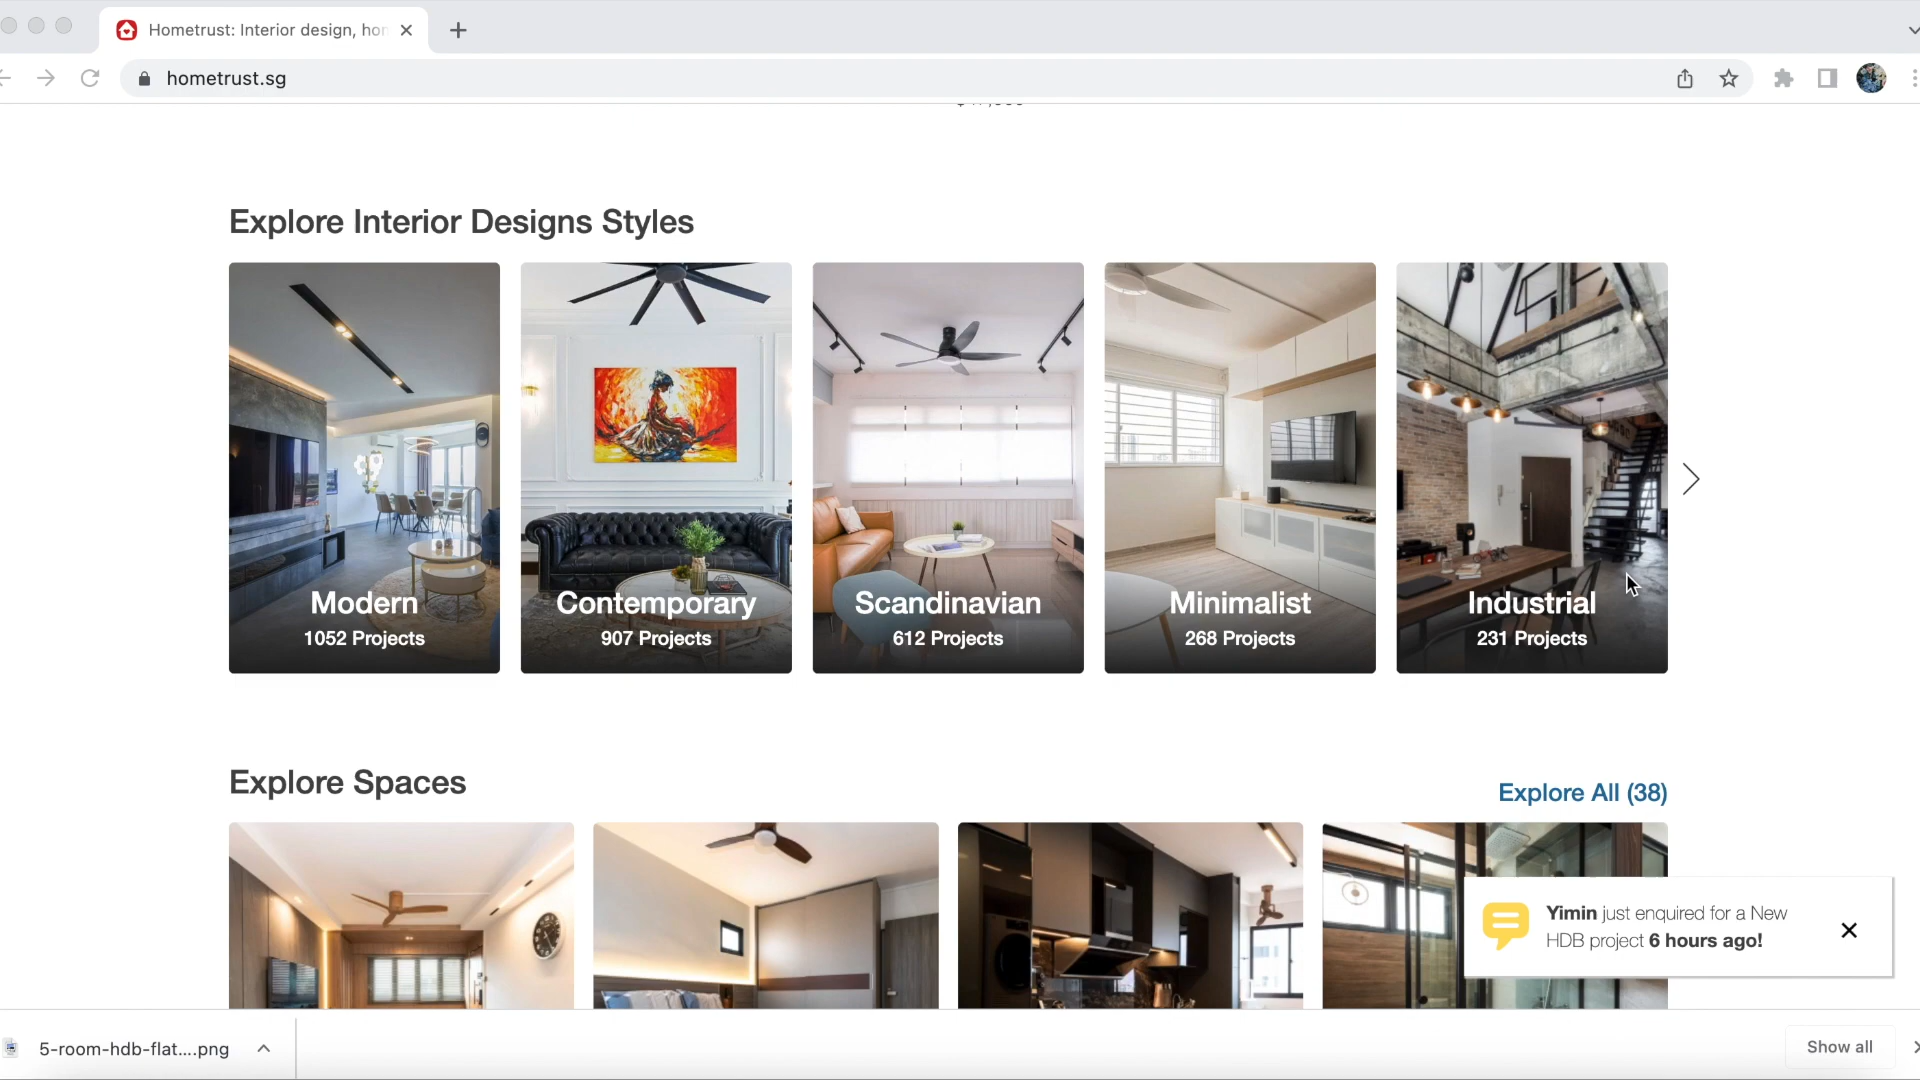 Hometrust: Interior design, hor
hometrust.sg
Explore Interior Designs Styles
Modern
1052 Projects
Contemporary
907 Projects
Scandinavian
612 Projects
Minimalist
268 Projects
Industrial
231 Projects
Explore Spaces
Explore All (38)
Yimin just enquired for a New
HDB project 6 hours ago!
5-room-hdb-flat....png
Show all